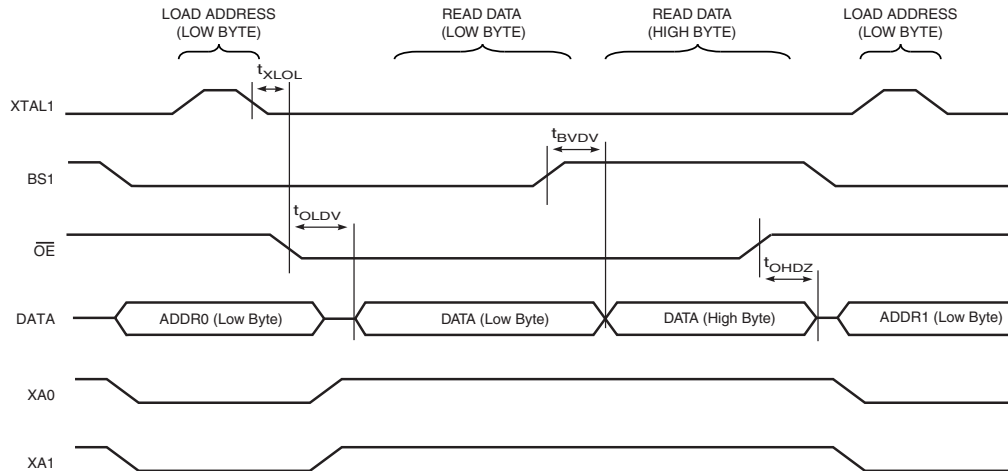 LOAD ADDRESS
(LOW BYTE)
READ DATA
(LOW BYTE)
READ DATA
(HIGH BYTE)
LOAD ADDRESS
(LOW BYTE)
tXLOL
XTAL1
tBVDV
BS1
tOLDV
OE
tOHDZ
DATA
ADDR0 (Low Byte)
DATA (Low Byte)
DATA (High Byte)
ADDR1 (Low Byte)
XA0
XA1